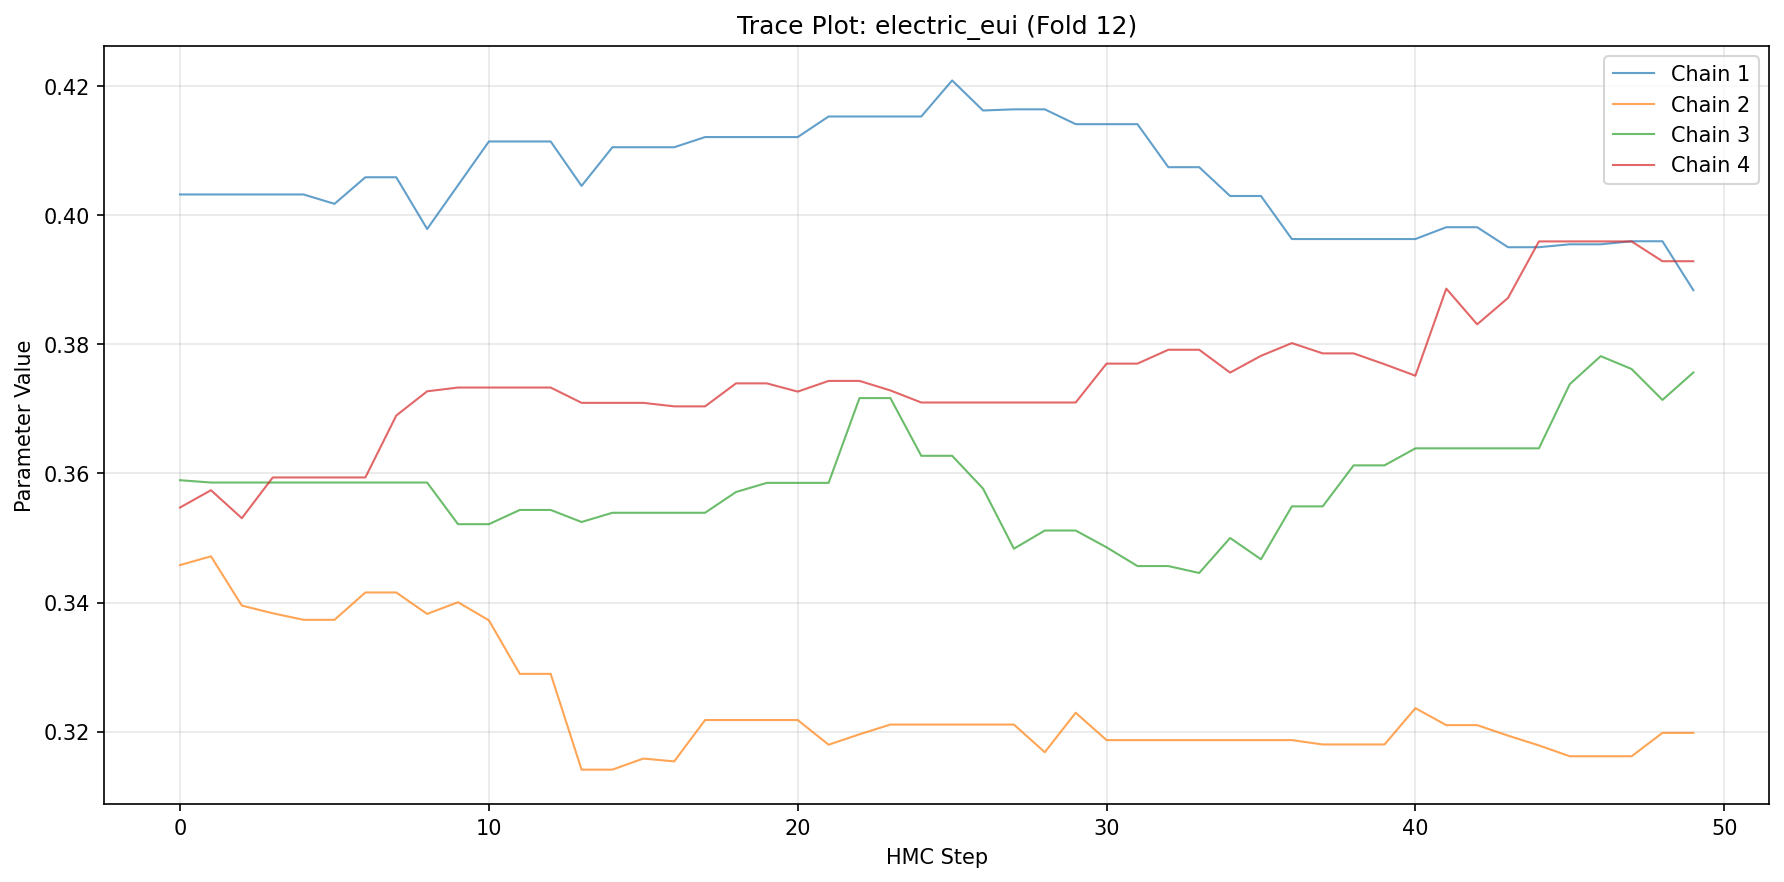 Trace Plot: electric_eui (Fold 12)
Chain 1
Chain 2
Chain 3
Chain 4
Parameter Value
0.42
0.40
0.38
0.36
0.34
0.32
0 10 20 30 40 50
HMC Step